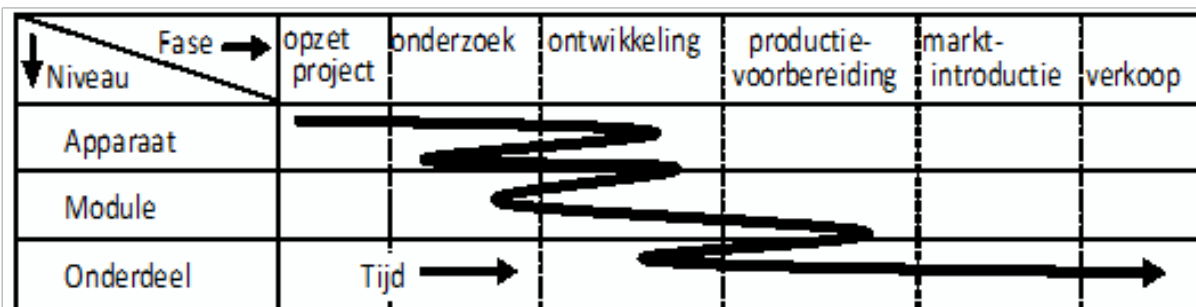 Fase
Niveau
opzet
project
onderzoek
ontwikkeling
productie-
voorbereiding
markt-
introductie
verkoop
Apparaat
Module
Onderdeel
Tijd